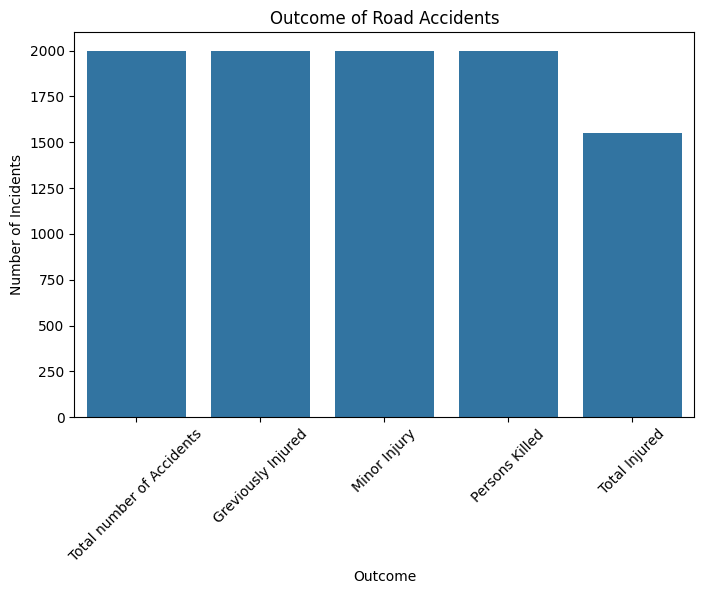 Outcome of Road Accidents
Number of Incidents
2000
1750
1500
1250
1000
750
500
250
0
Total number of Accidents
Greviously Injured
Minor Injury
Persons Killed
Total Injured
Outcome